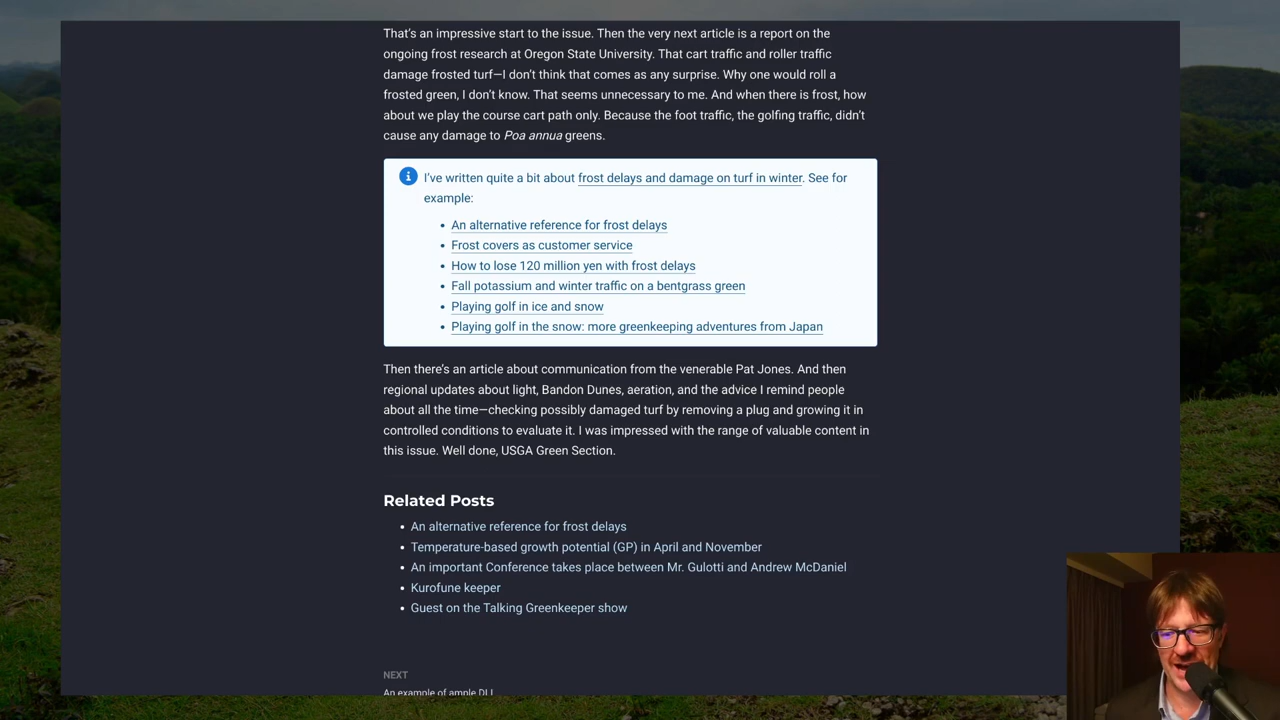 That's an impressive start to the issue. Then the very next article is a report on the
ongoing frost research at Oregon State University. That cart traffic and roller traffic
damage frosted turf—I don't think that comes as any surprise. Why one would roll a
frosted green, I don't know. That seems unnecessary to me. And when there is frost, how
about we play the course cart path only. Because the foot traffic, the golfing traffic, didn't
cause any damage to Poa annua greens.
I've written quite a bit about frost delays and damage on turf in winter. See for
example:
• An alternative reference for frost delays
• Frost covers as customer service
• How to lose 120 million yen with frost delays
• Fall potassium and winter traffic on a bentgrass green
• Playing golf in ice and snow
• Playing golf in the snow: more greenkeeping adventures from Japan
Then there's an article about communication from the venerable Pat Jones. And then
regional updates about light, Bandon Dunes, aeration, and the advice I remind people
about all the time—checking possibly damaged turf by removing a plug and growing it in
controlled conditions to evaluate it. I was impressed with the range of valuable content in
this issue. Well done, USGA Green Section.
Related Posts
• An alternative reference for frost delays
• Temperature-based growth potential (GP) in April and November
• An important Conference takes place between Mr. Gulotti and Andrew McDaniel
• Kurofune keeper
• Guest on the Talking Greenkeeper show
NEXT
An example of ample DLI